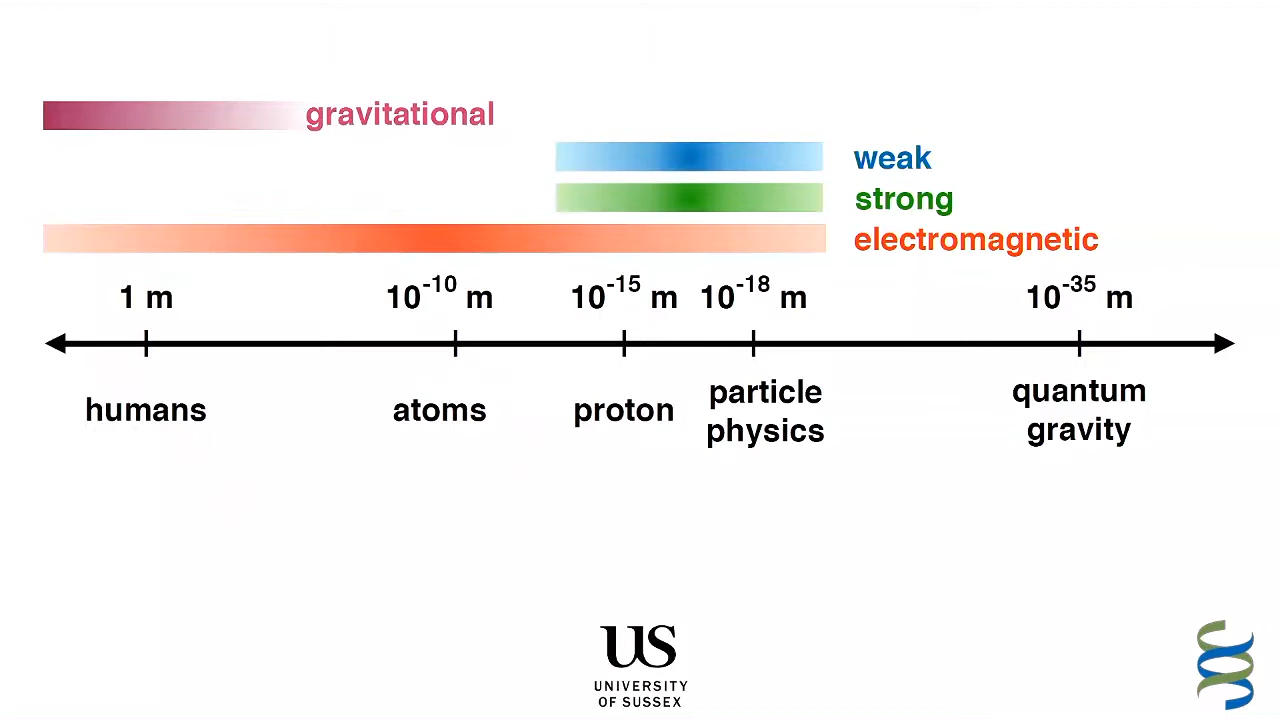 gravitational
weak
strong
electromagnetic
1 m 10⁻¹⁰ m 10⁻¹⁵ m 10⁻¹⁸ m 10⁻³⁵ m
humans atoms proton particle physics quantum gravity
US
UNIVERSITY
OF SUSSEX